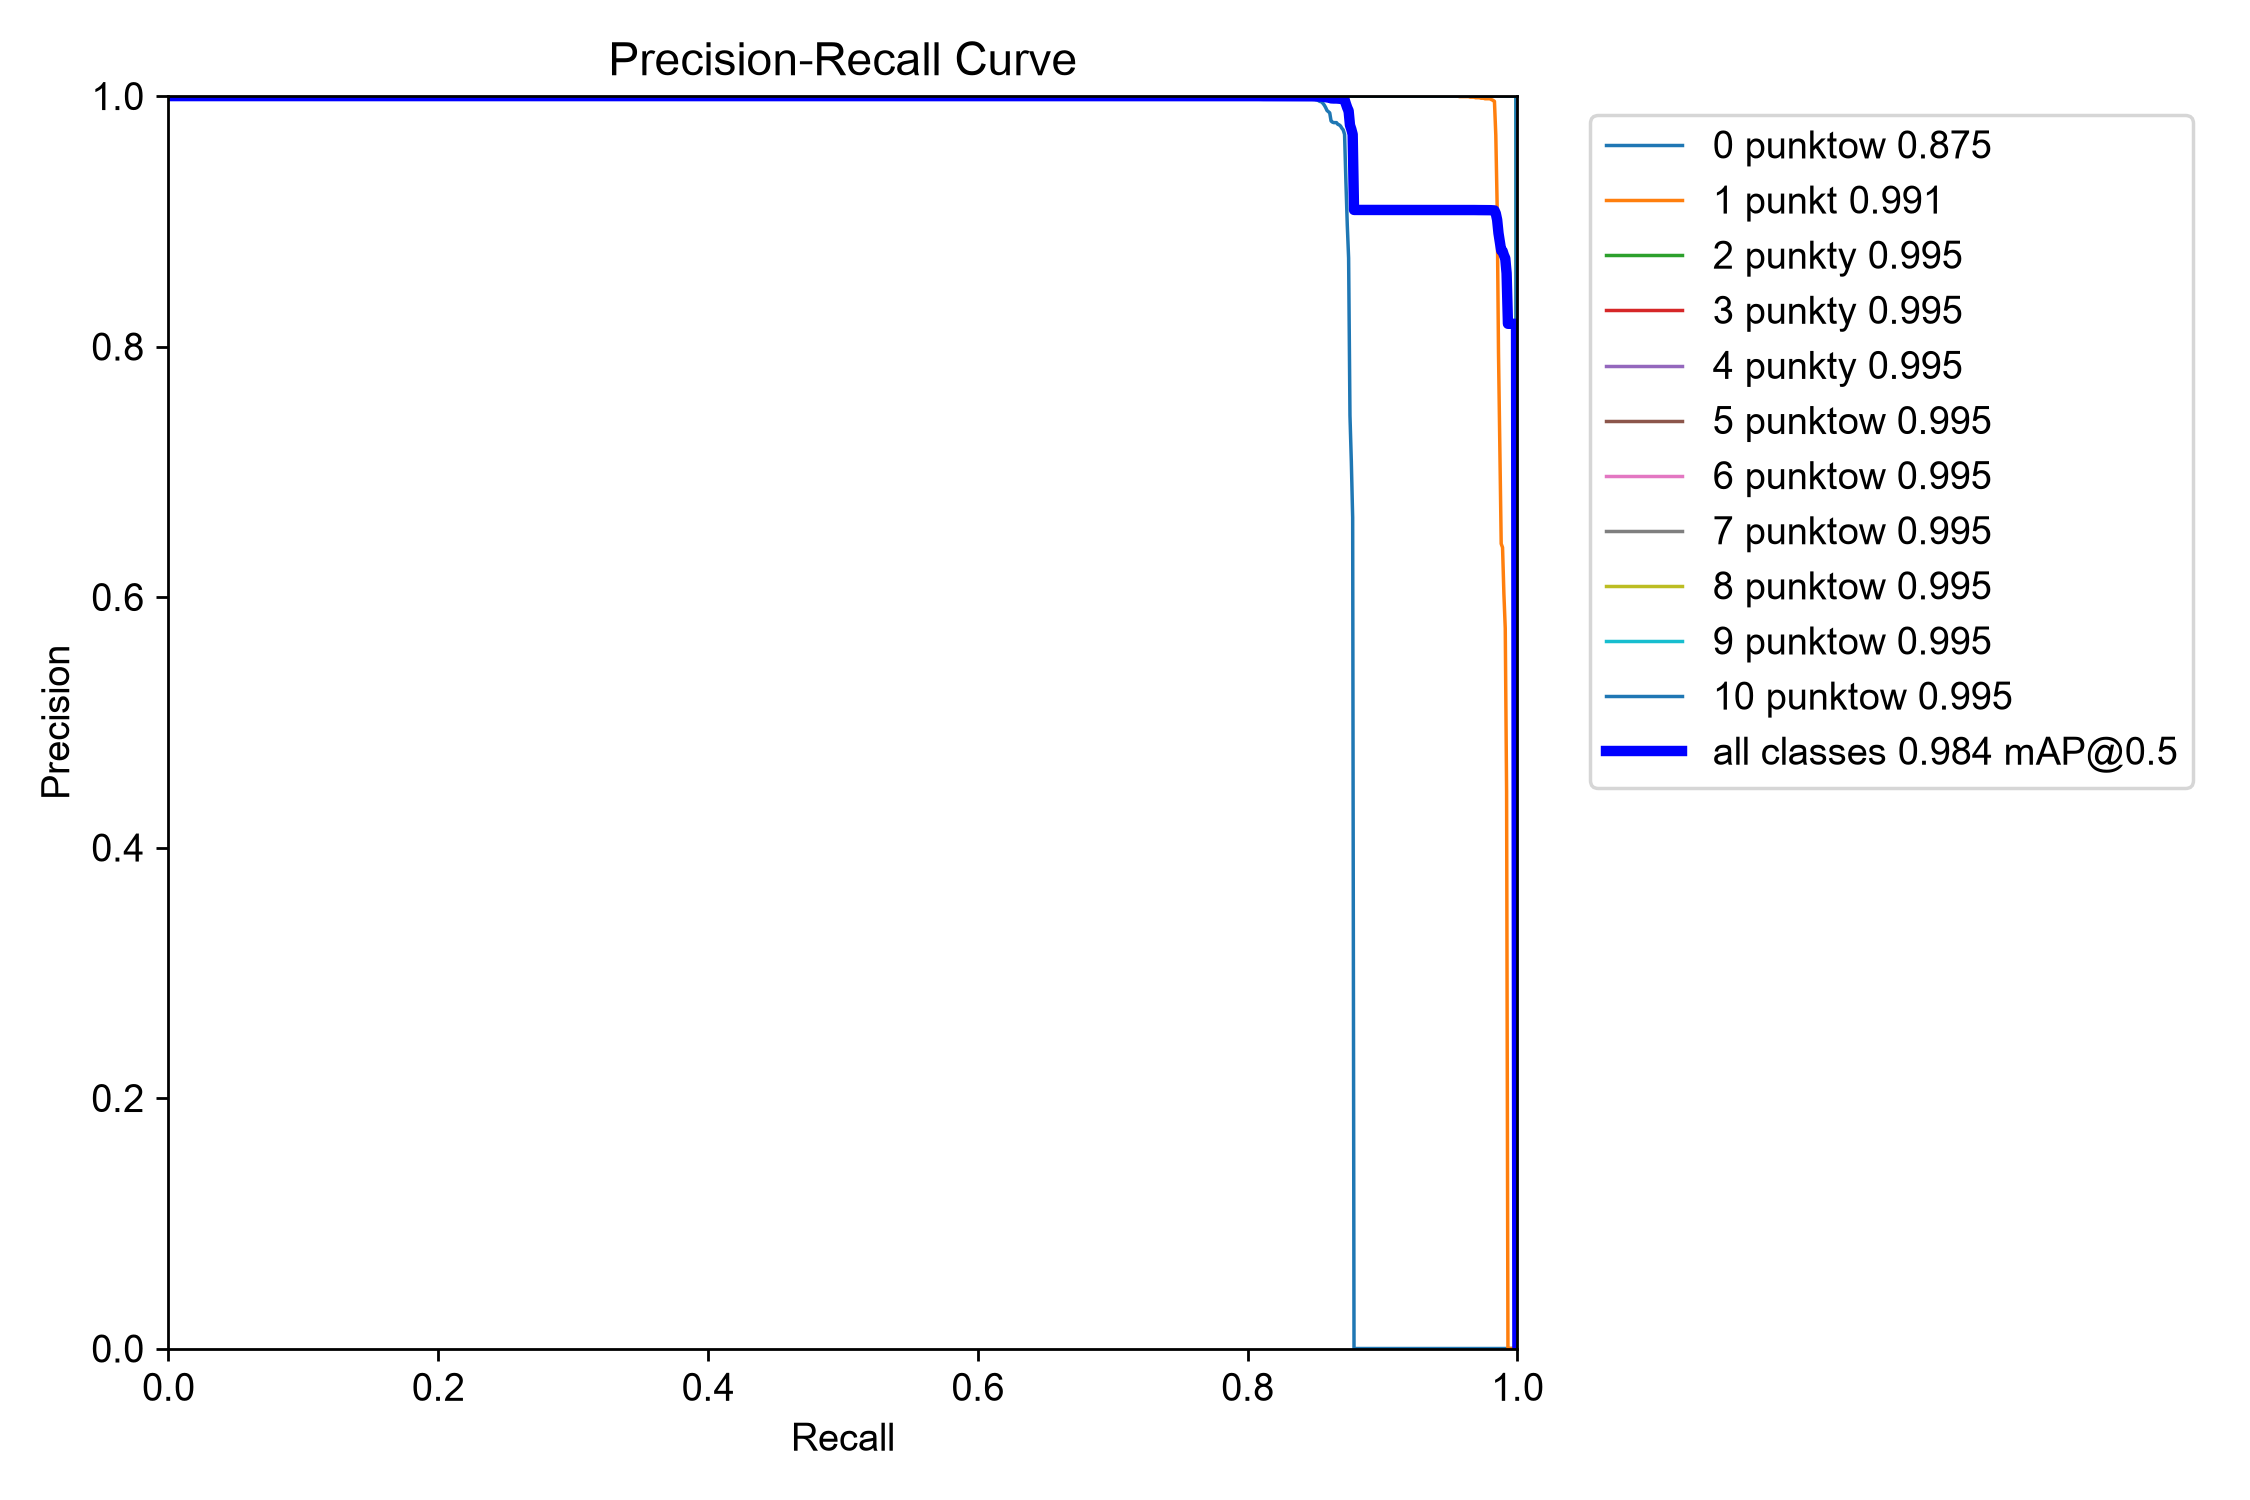 Precision-Recall Curve
1.0
0.8
0.6
0.4
0.2
0.0
Precision
0.0 0.2 0.4 0.6 0.8 1.0
Recall
0 punktow 0.875
1 punkt 0.991
2 punkty 0.995
3 punkty 0.995
4 punkty 0.995
5 punktow 0.995
6 punktow 0.995
7 punktow 0.995
8 punktow 0.995
9 punktow 0.995
10 punktow 0.995
all classes 0.984 mAP@0.5